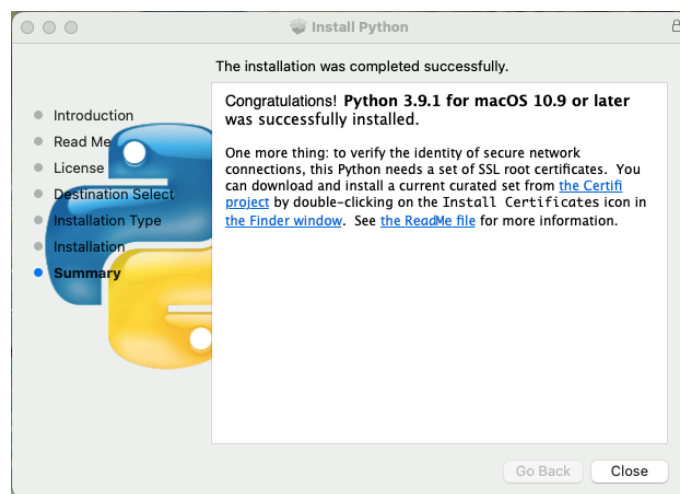 Install Python
The installation was completed successfully.
Introduction
Read Me
License
Destination Select
Installation Type
Installation
Summary
Congratulations! Python 3.9.1 for macOS 10.9 or later
was successfully installed.
One more thing: to verify the identity of secure network
connections, this Python needs a set of SSL root certificates. You
can download and install a current curated set from the Certifi
project by double-clicking on the Install Certificates icon in
the Finder window. See the ReadMe file for more information.
Go Back
Close